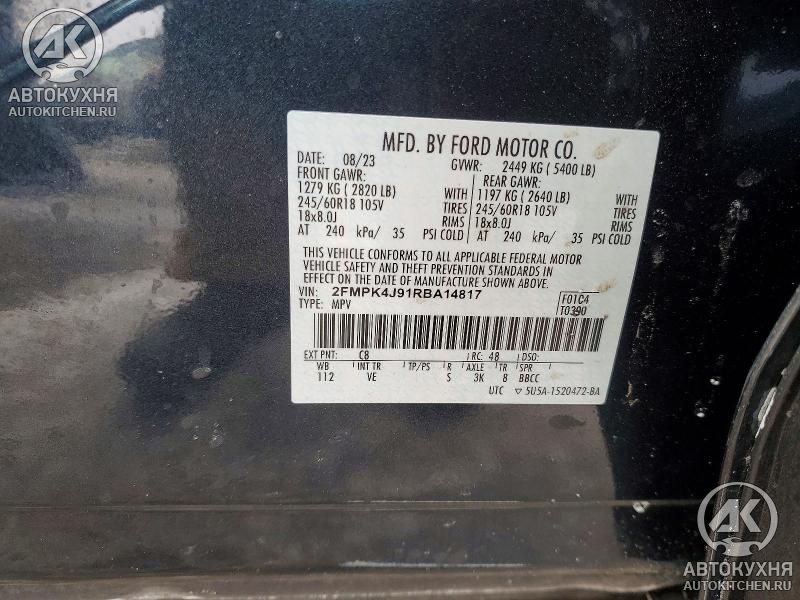 АК
АВТОКУХНЯ
AUTOKITCHEN.RU
MFD. BY FORD MOTOR CO.
DATE: 08/23 GVWR: 2449 KG ( 5400 LB)
FRONT GAWR: REAR GAWR:
1279 KG ( 2820 LB) WITH 1197 KG ( 2640 LB) WITH
245/60R18 105V TIRES 245/60R18 105V TIRES
18x8.0J RIMS 18x8.0J RIMS
AT 240 kPa/ 35 PSI COLD AT 240 kPa/ 35 PSI COLD
THIS VEHICLE CONFORMS TO ALL APPLICABLE FEDERAL MOTOR
VEHICLE SAFETY AND THEFT PREVENTION STANDARDS IN
EFFECT ON THE DATE OF MANUFACTURE SHOWN ABOVE.
VIN: 2FMPK4J91RBA14817 F01C4
TYPE: MPV T0390
EXT PNT: C8 RC: 48 DSO:
WB INT TR TP/PS R AXLE TR SPR
112 VE S 3K 8 BBCC
UTC ▽ 5U5A-1520472-BA
АК
АВТОКУХНЯ
AUTOKITCHEN.RU